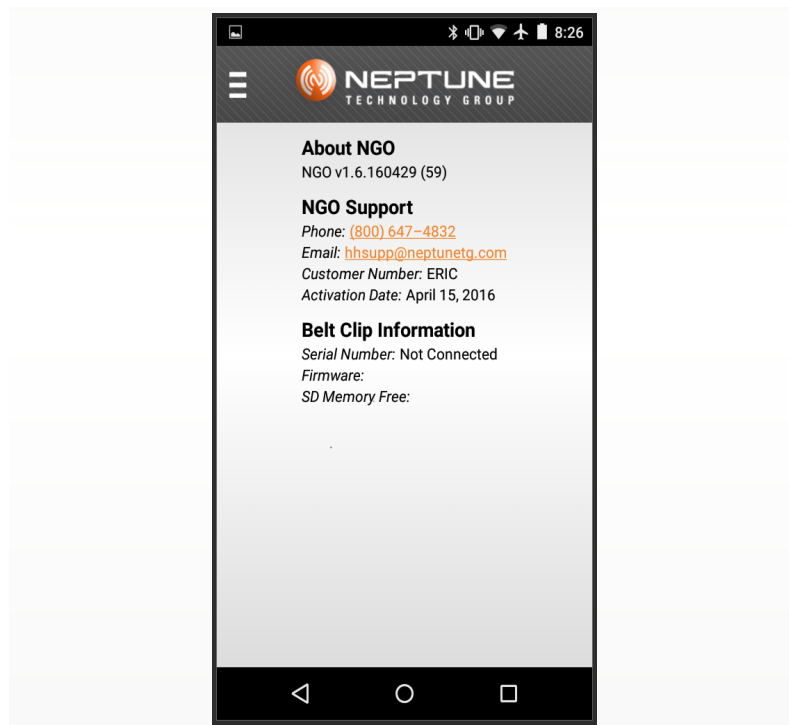 8:26
NEPTUNE
TECHNOLOGY GROUP
About NGO
NGO v1.6.160429 (59)
NGO Support
Phone: (800) 647–4832
Email: hhsupp@neptunetg.com
Customer Number: ERIC
Activation Date: April 15, 2016
Belt Clip Information
Serial Number: Not Connected
Firmware:
SD Memory Free: